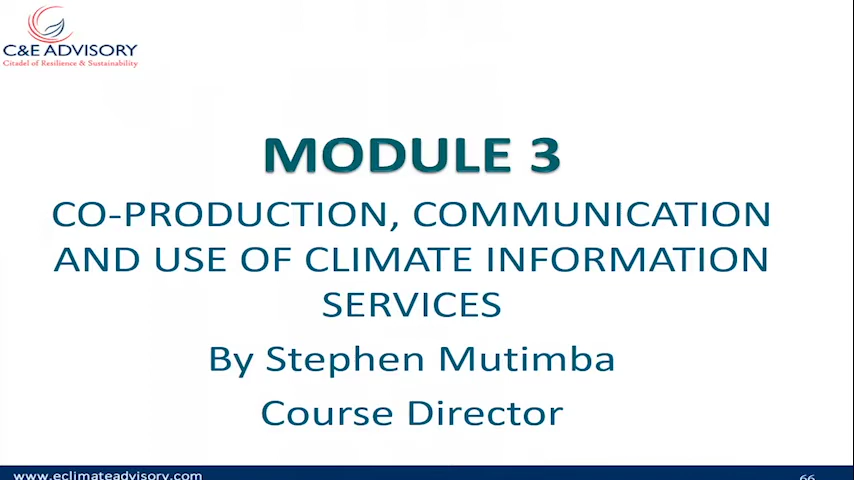 C&E ADVISORY
Citadel of Resilience & Sustainability
MODULE 3
CO-PRODUCTION, COMMUNICATION
AND USE OF CLIMATE INFORMATION
SERVICES
By Stephen Mutimba
Course Director
www.eclimateadvisory.com
66